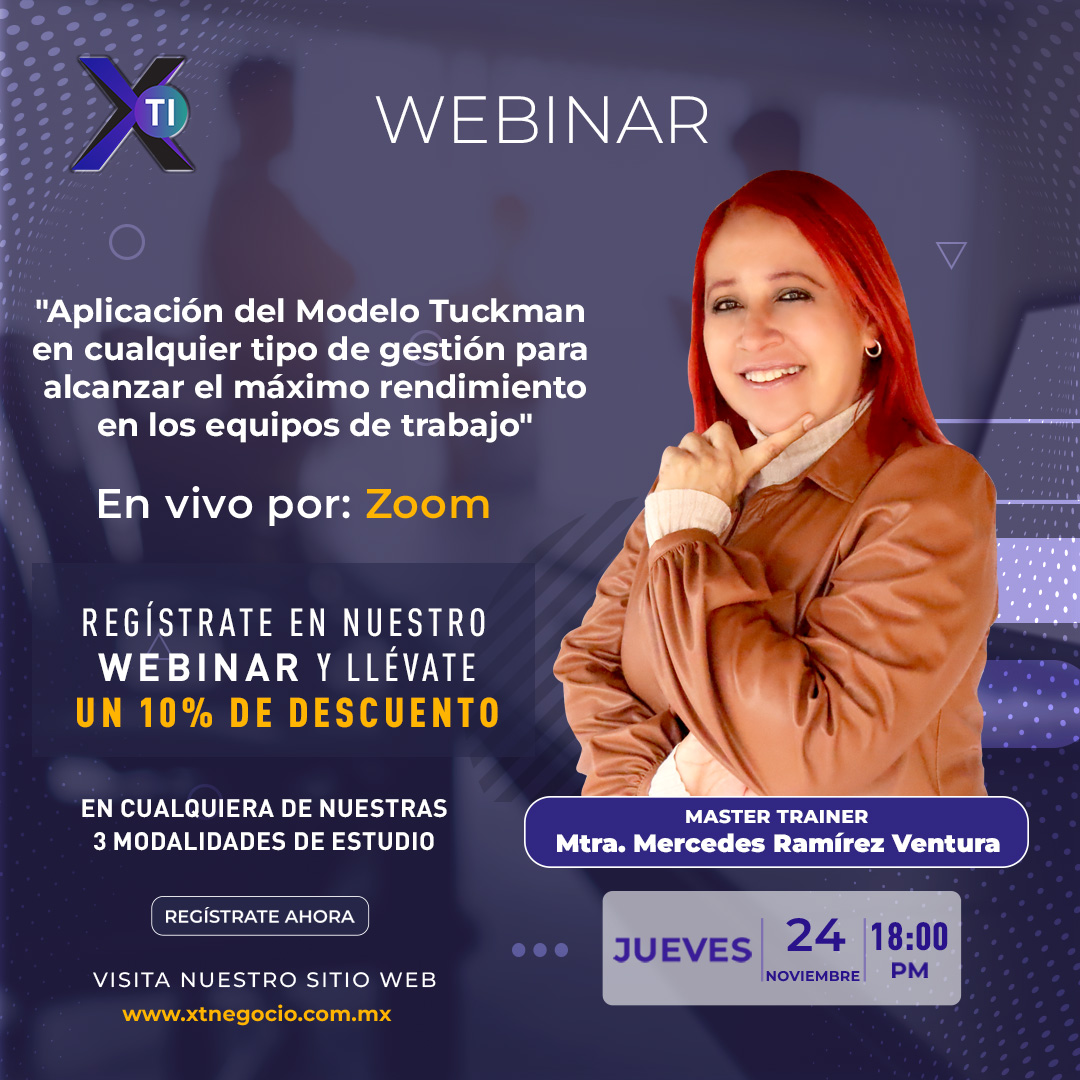 X TI
WEBINAR
"Aplicación del Modelo Tuckman
en cualquier tipo de gestión para
alcanzar el máximo rendimiento
en los equipos de trabajo"
En vivo por: Zoom
REGÍSTRATE EN NUESTRO
WEBINAR Y LLÉVATE
UN 10% DE DESCUENTO
EN CUALQUIERA DE NUESTRAS
3 MODALIDADES DE ESTUDIO
REGÍSTRATE AHORA
VISITA NUESTRO SITIO WEB
www.xtnegocio.com.mx
MASTER TRAINER
Mtra. Mercedes Ramírez Ventura
JUEVES
24
NOVIEMBRE
18:00
PM